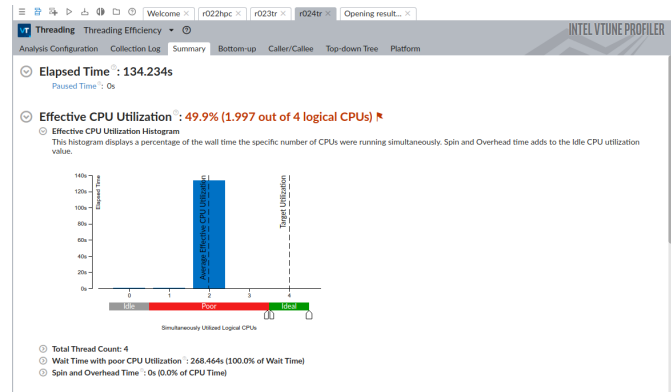 Welcome × r022hpc × r023tr × r024tr × Opening result... ×
INTEL VTUNE PROFILER
VT Threading Threading Efficiency
Analysis Configuration Collection Log Summary Bottom-up Caller/Callee Top-down Tree Platform
Elapsed Time: 134.234s
Paused Time: 0s
Effective CPU Utilization: 49.9% (1.997 out of 4 logical CPUs)
Effective CPU Utilization Histogram
This histogram displays a percentage of the wall time the specific number of CPUs were running simultaneously. Spin and Overhead time adds to the Idle CPU utilization
value.
Elapsed Time
140s
120s
100s
80s
60s
40s
20s
0s
Average Effective CPU Utilization
Target Utilization
0 1 2 3 4
Idle Poor Ideal
Simultaneously Utilized Logical CPUs
Total Thread Count: 4
Wait Time with poor CPU Utilization: 268.464s (100.0% of Wait Time)
Spin and Overhead Time: 0s (0.0% of CPU Time)